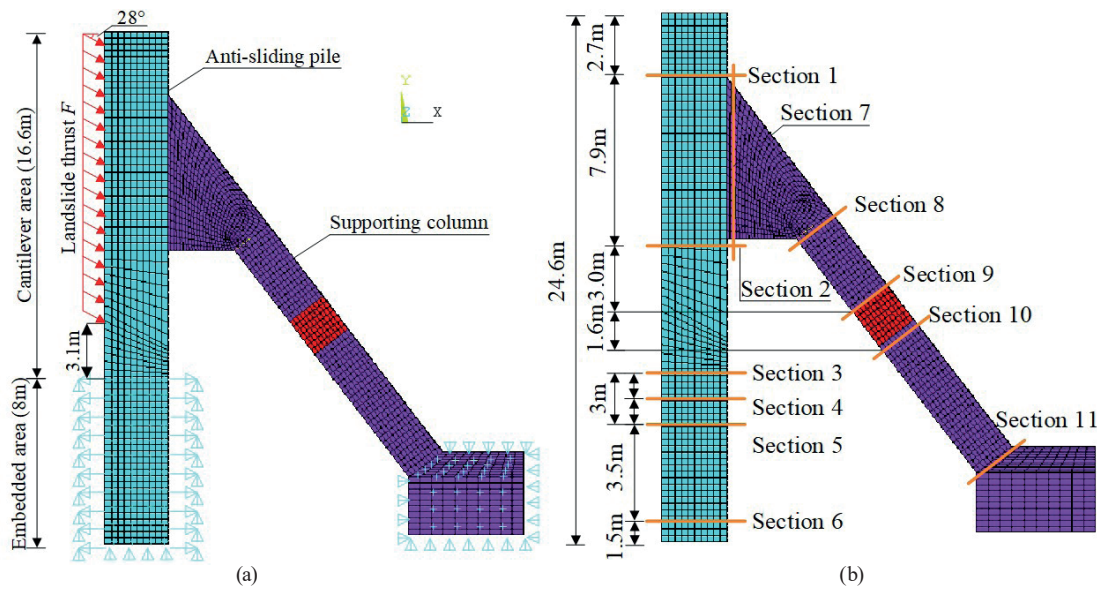 28°
Anti-sliding pile
Cantilever area (16.6m)
Landslide thrust F
Y
Z
X
Supporting column
3.1m
Embedded area (8m)
(a)
2.7m
Section 1
Section 7
7.9m
Section 8
24.6m
Section 9
Section 2
3.0m
Section 10
1.6m
Section 3
3m
Section 4
Section 11
Section 5
3.5m
Section 6
1.5m
(b)